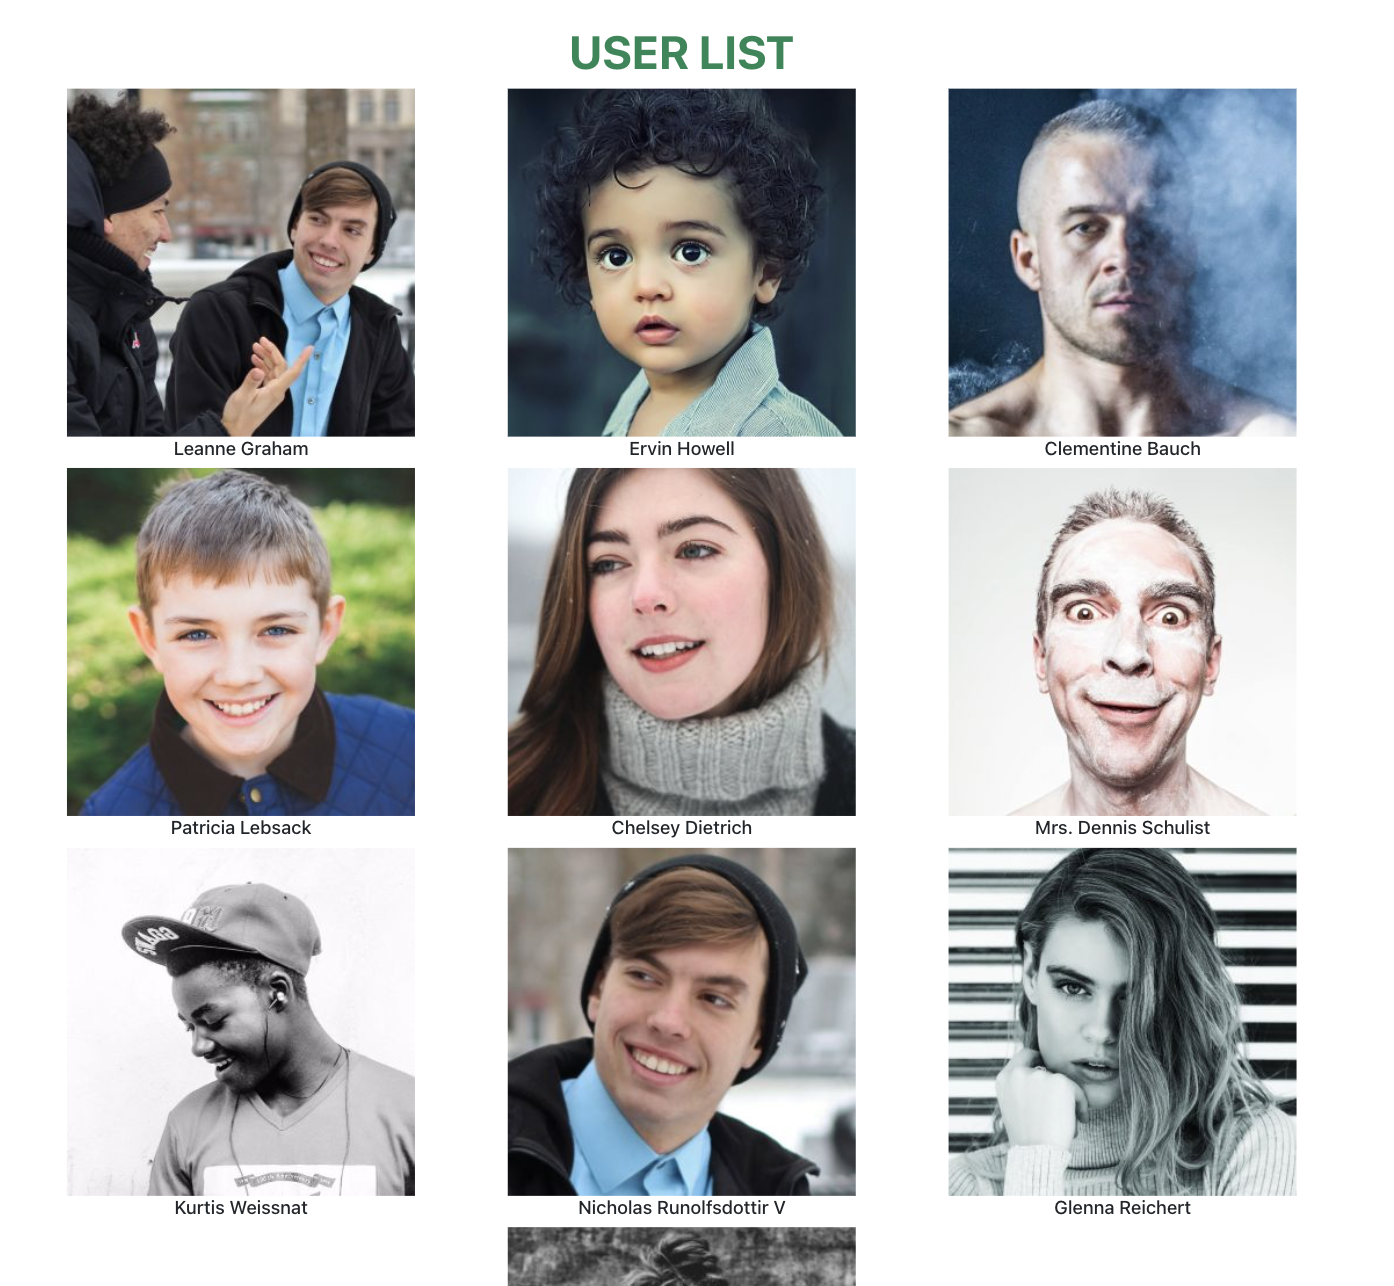 USER LIST
Leanne Graham
Ervin Howell
Clementine Bauch
Patricia Lebsack
Chelsey Dietrich
Mrs. Dennis Schulist
Kurtis Weissnat
Nicholas Runolfsdottir V
Glenna Reichert